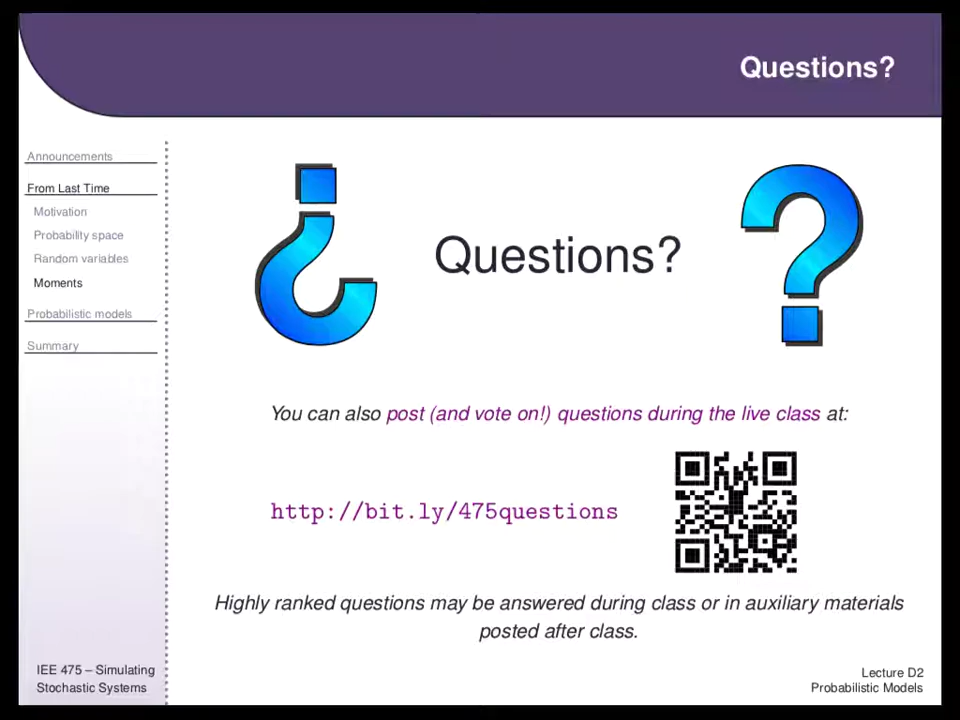 Questions?
Announcements
From Last Time
Motivation
Probability space
Random variables
Moments
Probabilistic models
Summary
¿
Questions?
?
You can also post (and vote on!) questions during the live class at:
http://bit.ly/475questions
Highly ranked questions may be answered during class or in auxiliary materials
posted after class.
IEE 475 – Simulating
Stochastic Systems
Lecture D2
Probabilistic Models